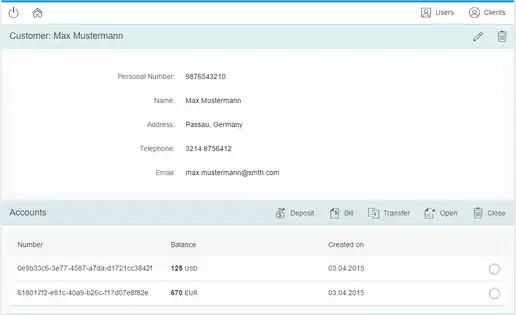 Users Clients
Customer: Max Mustermann
Personal Number: 9876543210
Name: Max Mustermann
Address: Passau, Germany
Telephone: 3214 8756412
Email: max.mustermann@smth.com
Accounts Deposit Bill Transfer Open Close
Number Balance Created on
0e9b33c6-3e77-4587-a7da-d1721cc3842f 125 USD 03.04.2015
618017f2-e81c-40a9-b26c-f17d07e8f82e 670 EUR 03.04.2015